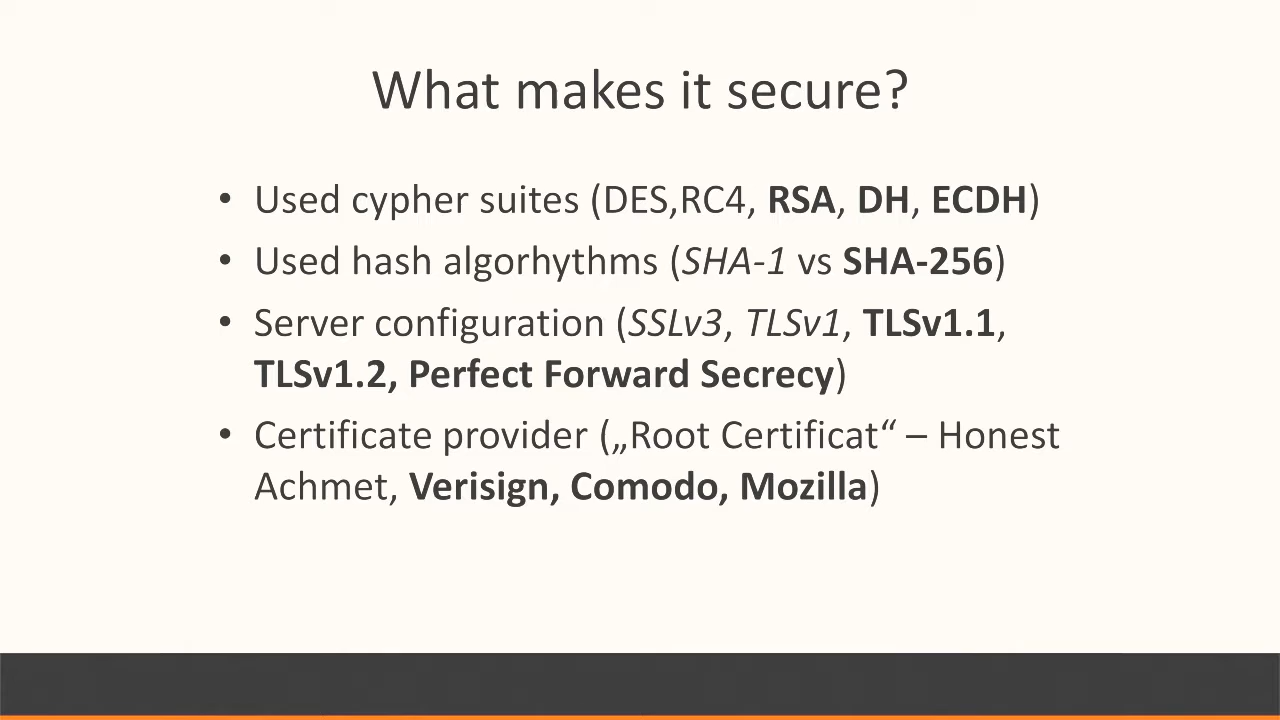 What makes it secure?
• Used cypher suites (DES,RC4, RSA, DH, ECDH)
• Used hash algorhythms (SHA-1 vs SHA-256)
• Server configuration (SSLv3, TLSv1, TLSv1.1,
TLSv1.2, Perfect Forward Secrecy)
• Certificate provider („Root Certificat“ – Honest
Achmet, Verisign, Comodo, Mozilla)